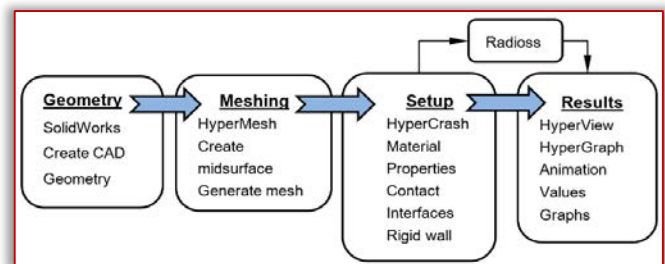 Radioss
Geometry
SolidWorks
Create CAD
Geometry
Meshing
HyperMesh
Create
midsurface
Generate mesh
Setup
HyperCrash
Material
Properties
Contact
Interfaces
Rigid wall
Results
HyperView
HyperGraph
Animation
Values
Graphs